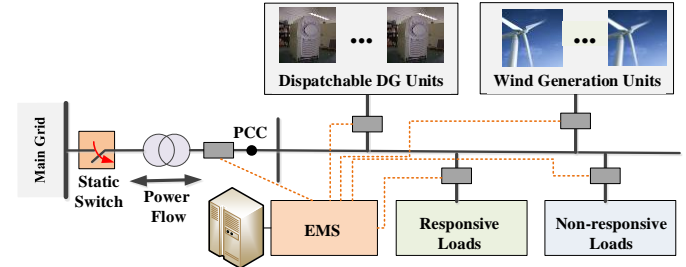 Dispatchable DG Units
Wind Generation Units
Main Grid
PCC
Static
Switch
Power
Flow
EMS
Responsive
Loads
Non-responsive
Loads